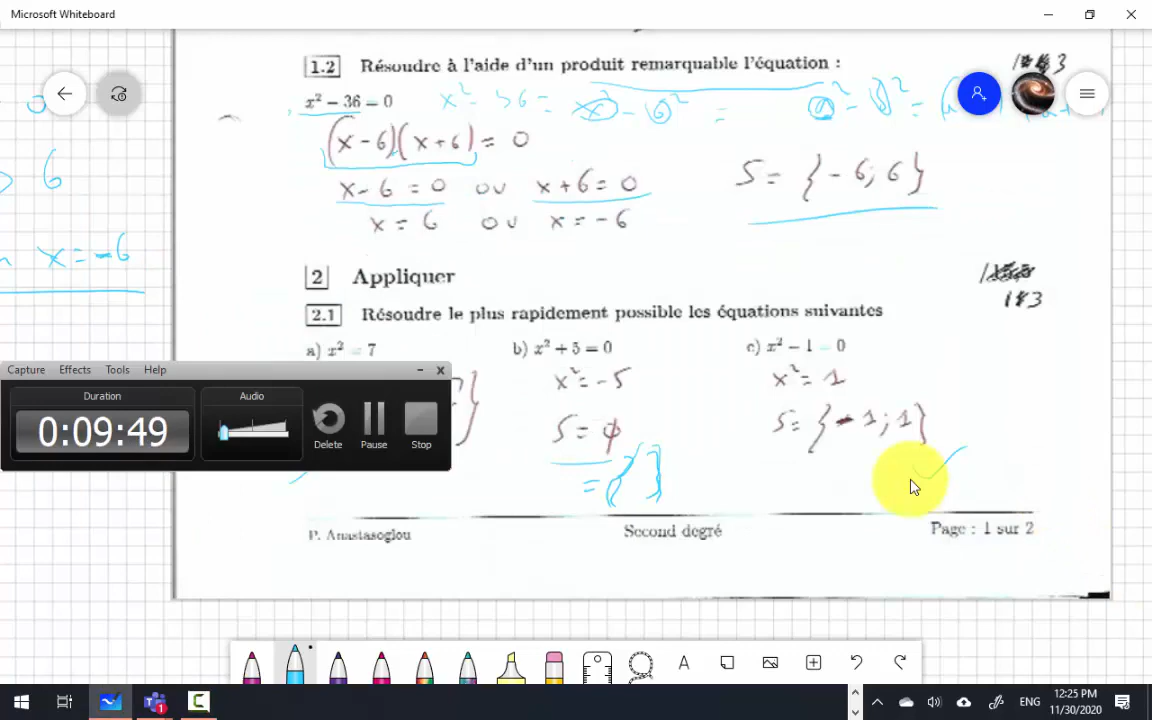 Microsoft Whiteboard
1.2 Résoudre à l'aide d'un produit remarquable l'équation :
x² − 36 = 0
x² − 36 =
(x − 6)(x + 6) = 0
x − 6 = 0 ou x + 6 = 0
x = 6 ou x = −6
S = {−6; 6}
6
x = −6
2 Appliquer
183
2.1 Résoudre le plus rapidement possible les équations suivantes
a) x² = 7
b) x² + 5 = 0
c) x² − 1 = 0
x² = −5
x² = 1
S = φ
S = {−1; 1}
Capture Effects Tools Help
Duration
0:09:49
Audio
Delete
Pause
Stop
P. Anastasoglou
Second degré
Page : 1 sur 2
ENG
12:25 PM
11/30/2020